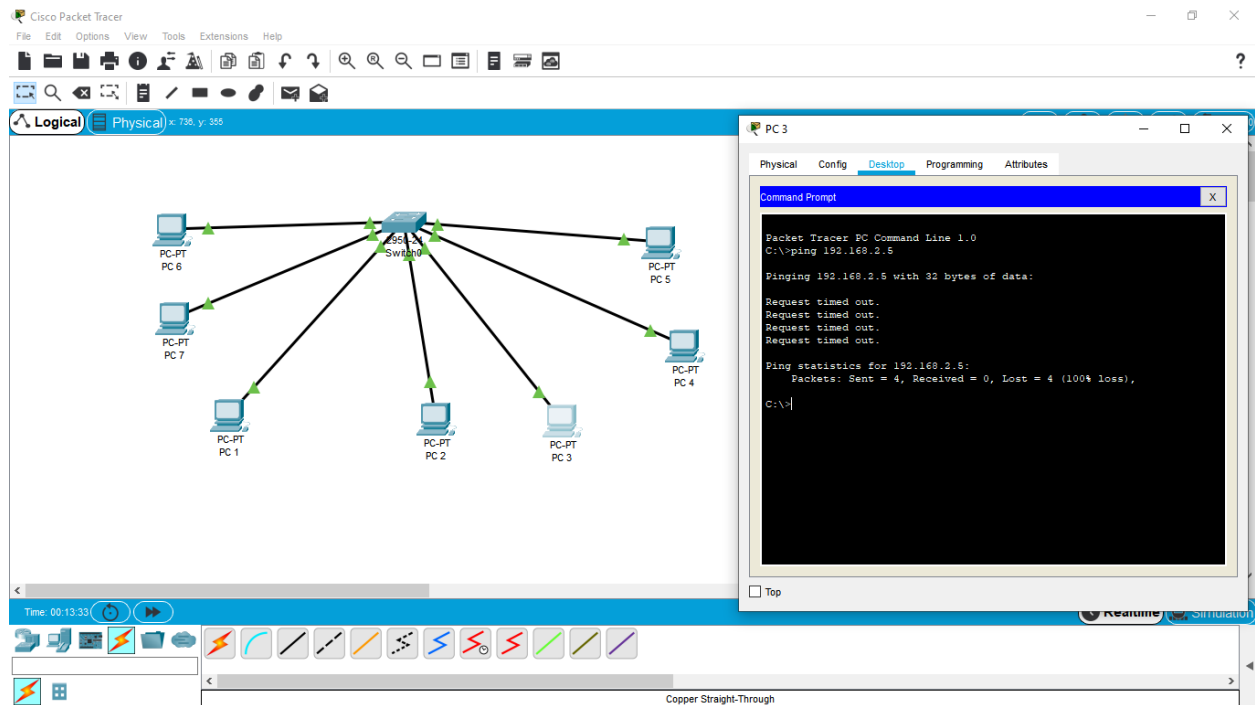 Cisco Packet Tracer
File Edit Options View Tools Extensions Help
?
Logical Physical x: 736, y: 355
PC 3
Physical Config Desktop Programming Attributes
Command Prompt X
Packet Tracer PC Command Line 1.0
C:\>ping 192.168.2.5
Pinging 192.168.2.5 with 32 bytes of data:
Request timed out.
Request timed out.
Request timed out.
Request timed out.
Ping statistics for 192.168.2.5:
Packets: Sent = 4, Received = 0, Lost = 4 (100% loss),
C:\>
Top
PC-PT
PC 6
2950-24
Switch0
PC-PT
PC 5
PC-PT
PC 7
PC-PT
PC 4
PC-PT
PC 1
PC-PT
PC 2
PC-PT
PC 3
Time: 00:13:33
Realtime Simulation
Copper Straight-Through